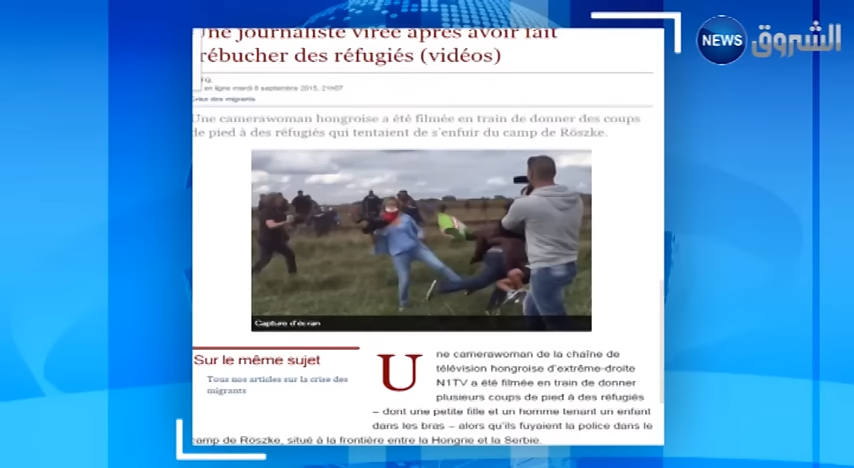 NEWS الشروق
Une journaliste virée après avoir fait
rébucher des réfugiés (vidéos)
en ligne mardi 8 septembre 2015, 21h07
Crise des migrants
Une camerawoman hongroise a été filmée en train de donner des coups
de pied à des réfugiés qui tentaient de s'enfuir du camp de Röszke.
Capture d'écran
Sur le même sujet
Tous nos articles sur la crise des
migrants
Une camerawoman de la chaîne de
télévision hongroise d'extrême-droite
N1TV a été filmée en train de donner
plusieurs coups de pied à des réfugiés
– dont une petite fille et un homme tenant un enfant
dans les bras – alors qu'ils fuyaient la police dans le
camp de Röszke, situé à la frontière entre la Hongrie et la Serbie.